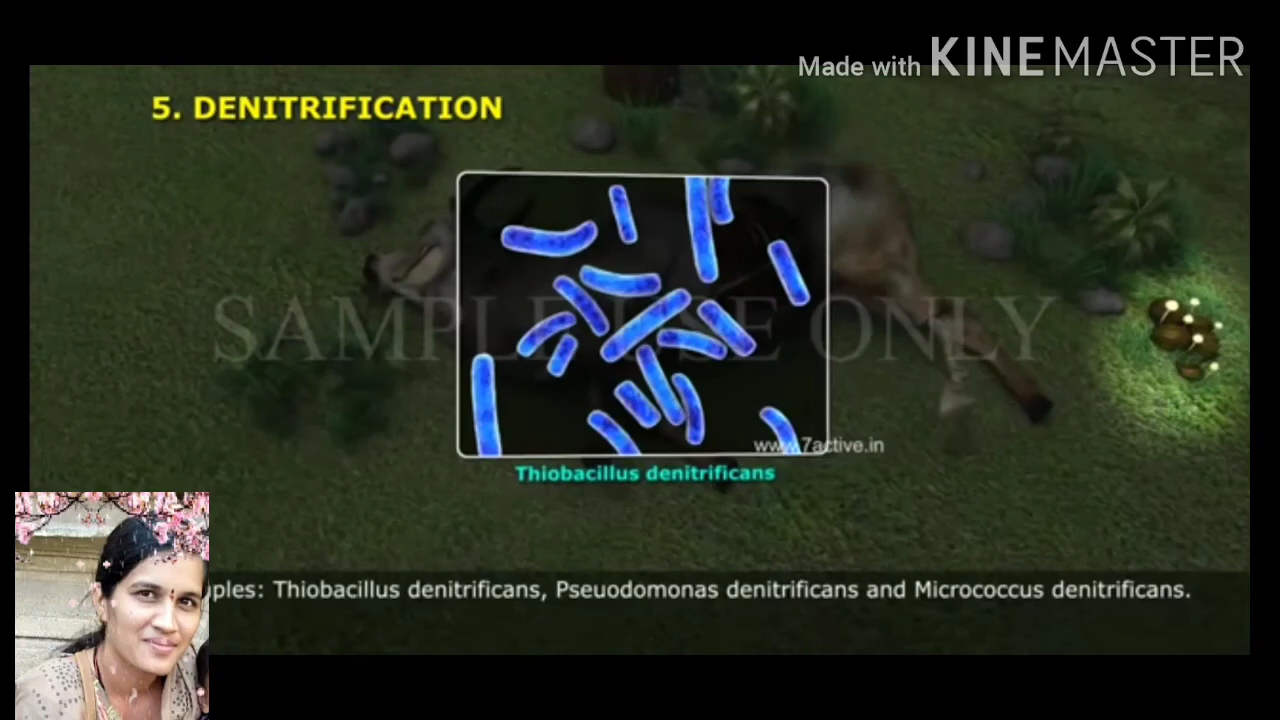 Made with KINEMASTER
5. DENITRIFICATION
SAMPLE USE ONLY
www.7active.in
Thiobacillus denitrificans
ples: Thiobacillus denitrificans, Pseuodomonas denitrificans and Micrococcus denitrificans.